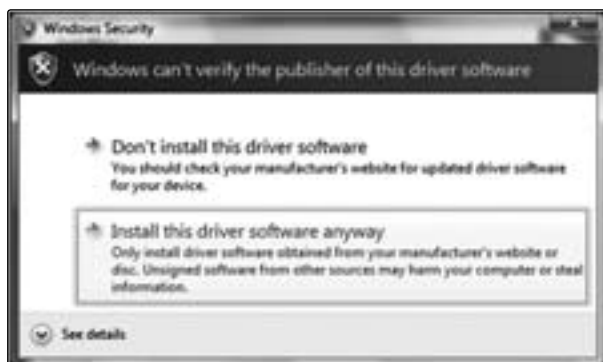 Windows Security
Windows can't verify the publisher of this driver software
Don't install this driver software
You should check your manufacturer's website for updated driver software
for your device.
Install this driver software anyway
Only install driver software obtained from your manufacturer's website or
disc. Unsigned software from other sources may harm your computer or steal
information.
See details